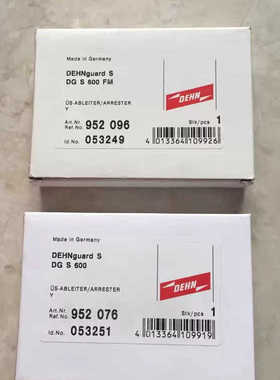 Made in Germany
DEHNguard S
DG S 600 FM
DEHN
ÜS-ABLEITER/ARRESTER
Y
Stk/pcs 1
Art.Nr.
Ref.No. 952 096
Id.No. 053249
4 013364 109926
Made in Germany
DEHNguard S
DG S 600
DEHN
ÜS-ABLEITER/ARRESTER
Y
Stk/pcs 1
Art.Nr.
Ref.No. 952 076
Id.No. 053251
4 013364 109919